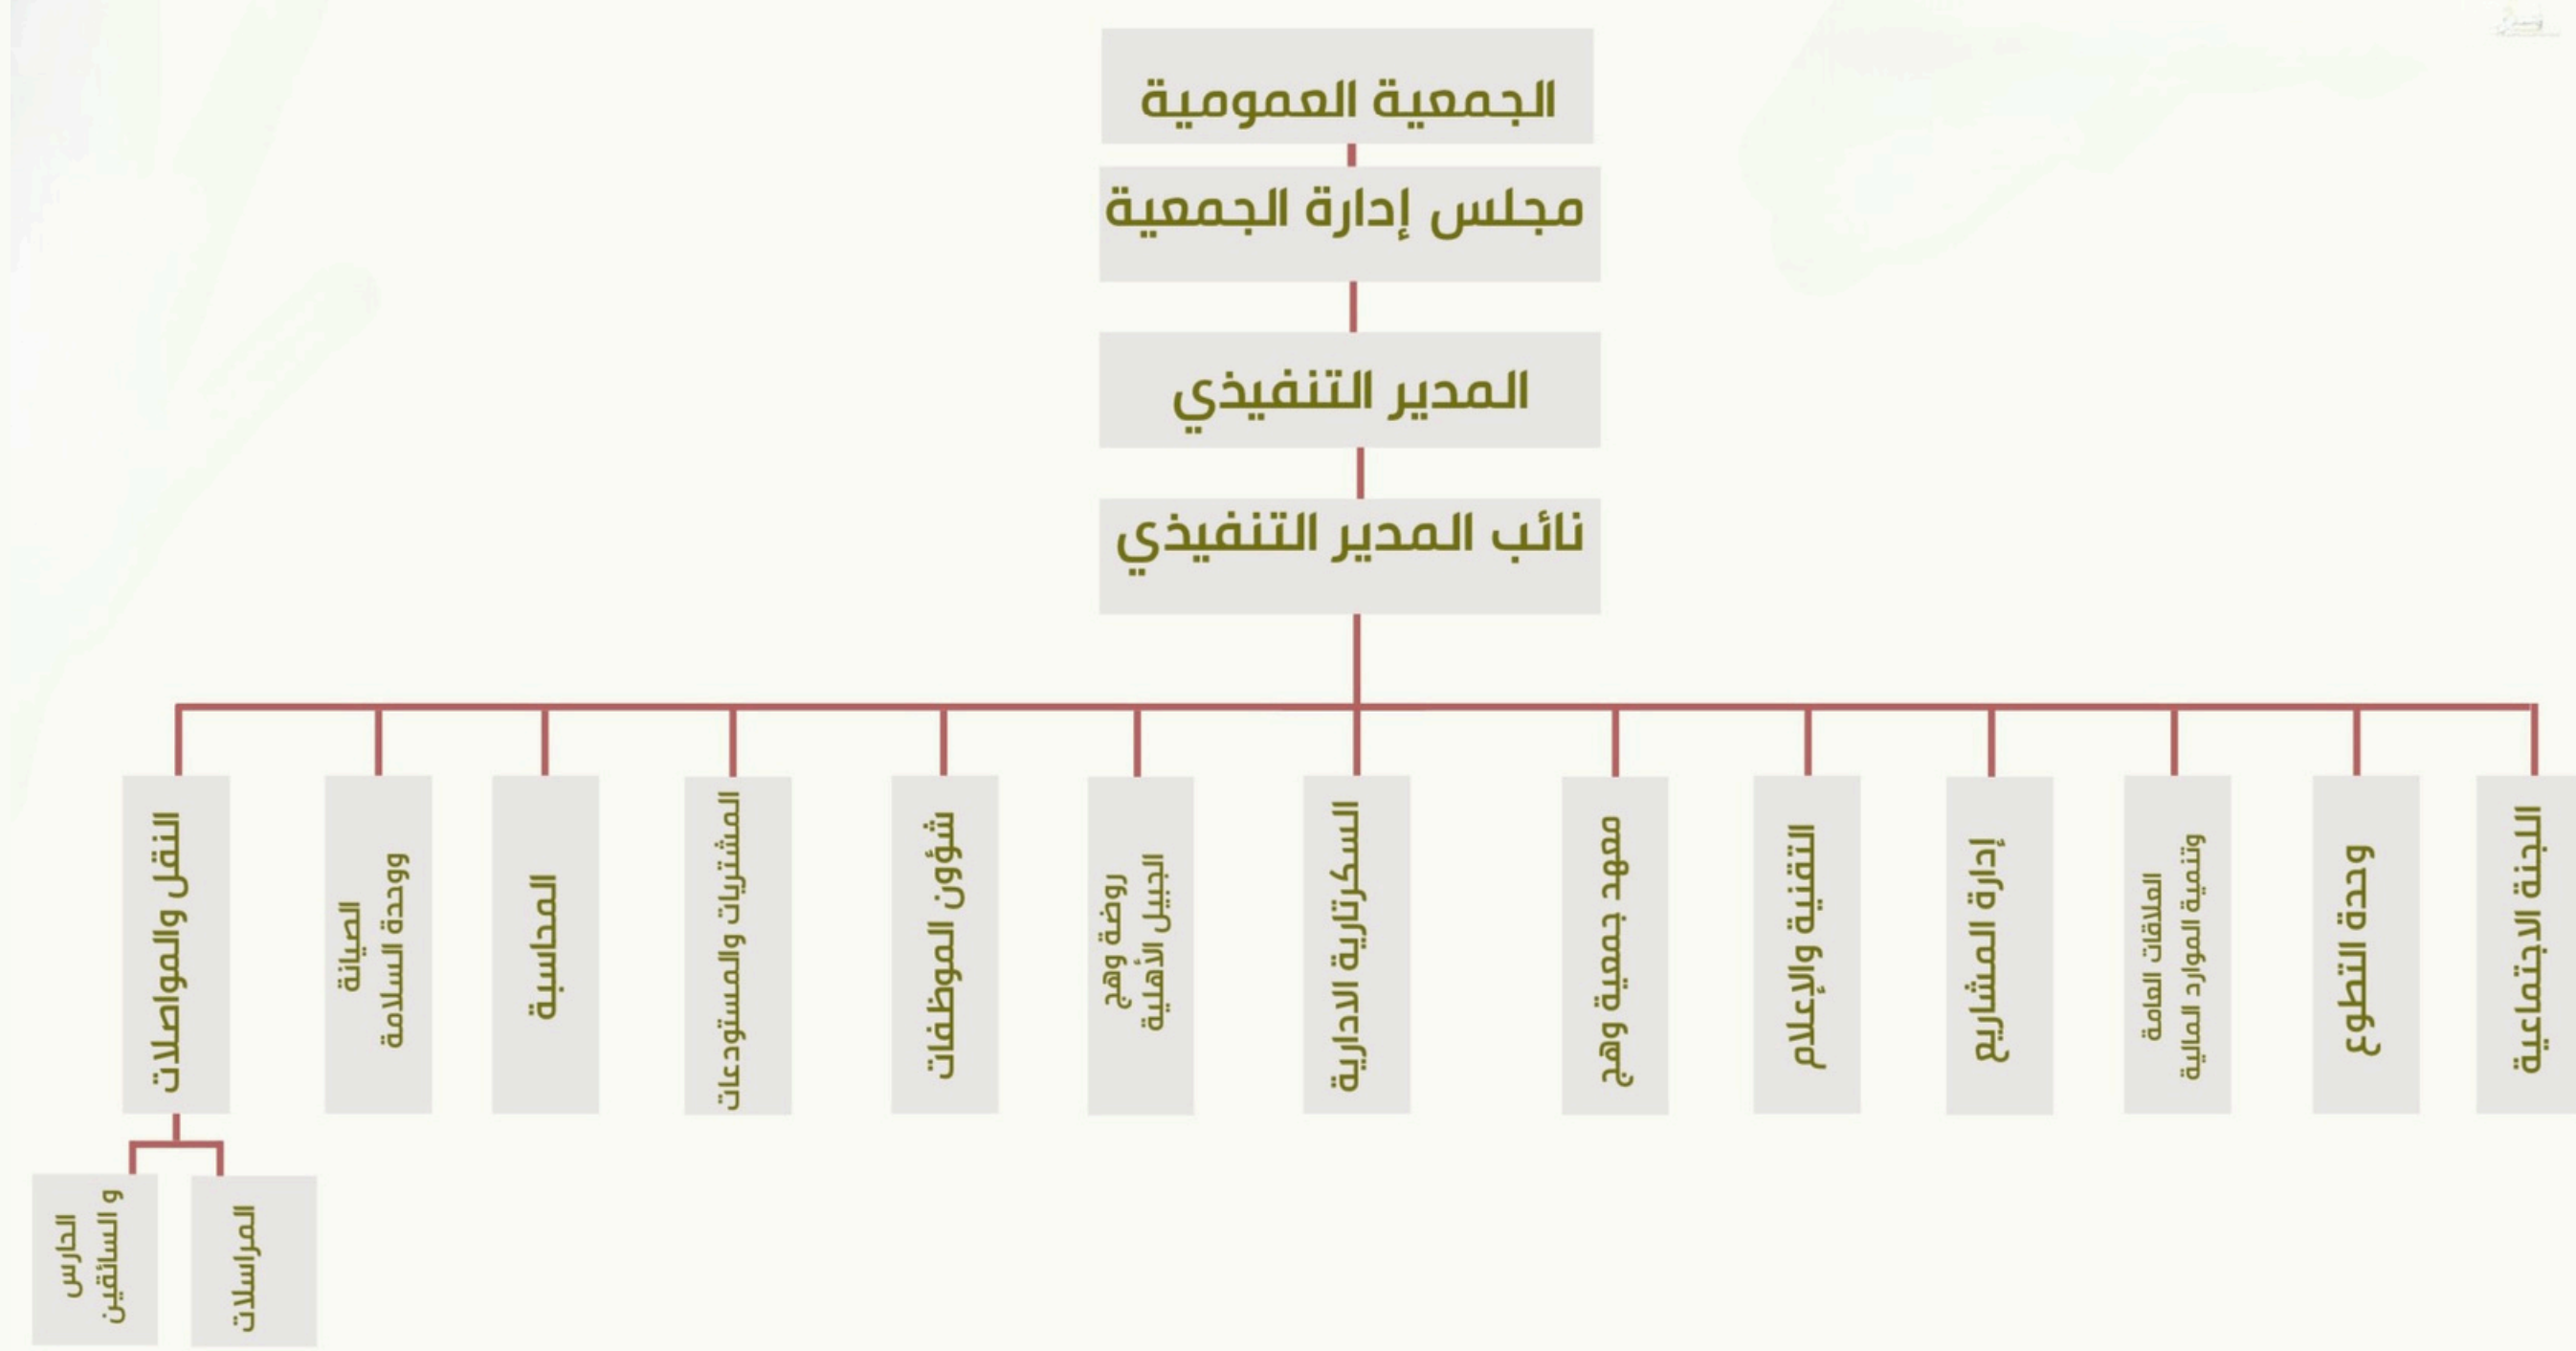 الجمعية العمومية
مجلس إدارة الجمعية
المدير التنفيذي
نائب المدير التنفيذي
اللجنة الاجتماعية
وحدة التطوع
العلاقات العامة
وتنمية الموارد المالية
إدارة المشاريع
التقنية والإعلام
معهد جمعية وهج
السكرتارية الادارية
روضة وهج
الجبيل الأهلية
شؤون الموظفات
المشتريات والمستودعات
المحاسبة
الصيانة
ووحدة السلامة
النقل والمواصلات
المراسلات
الحارس
و السائقين